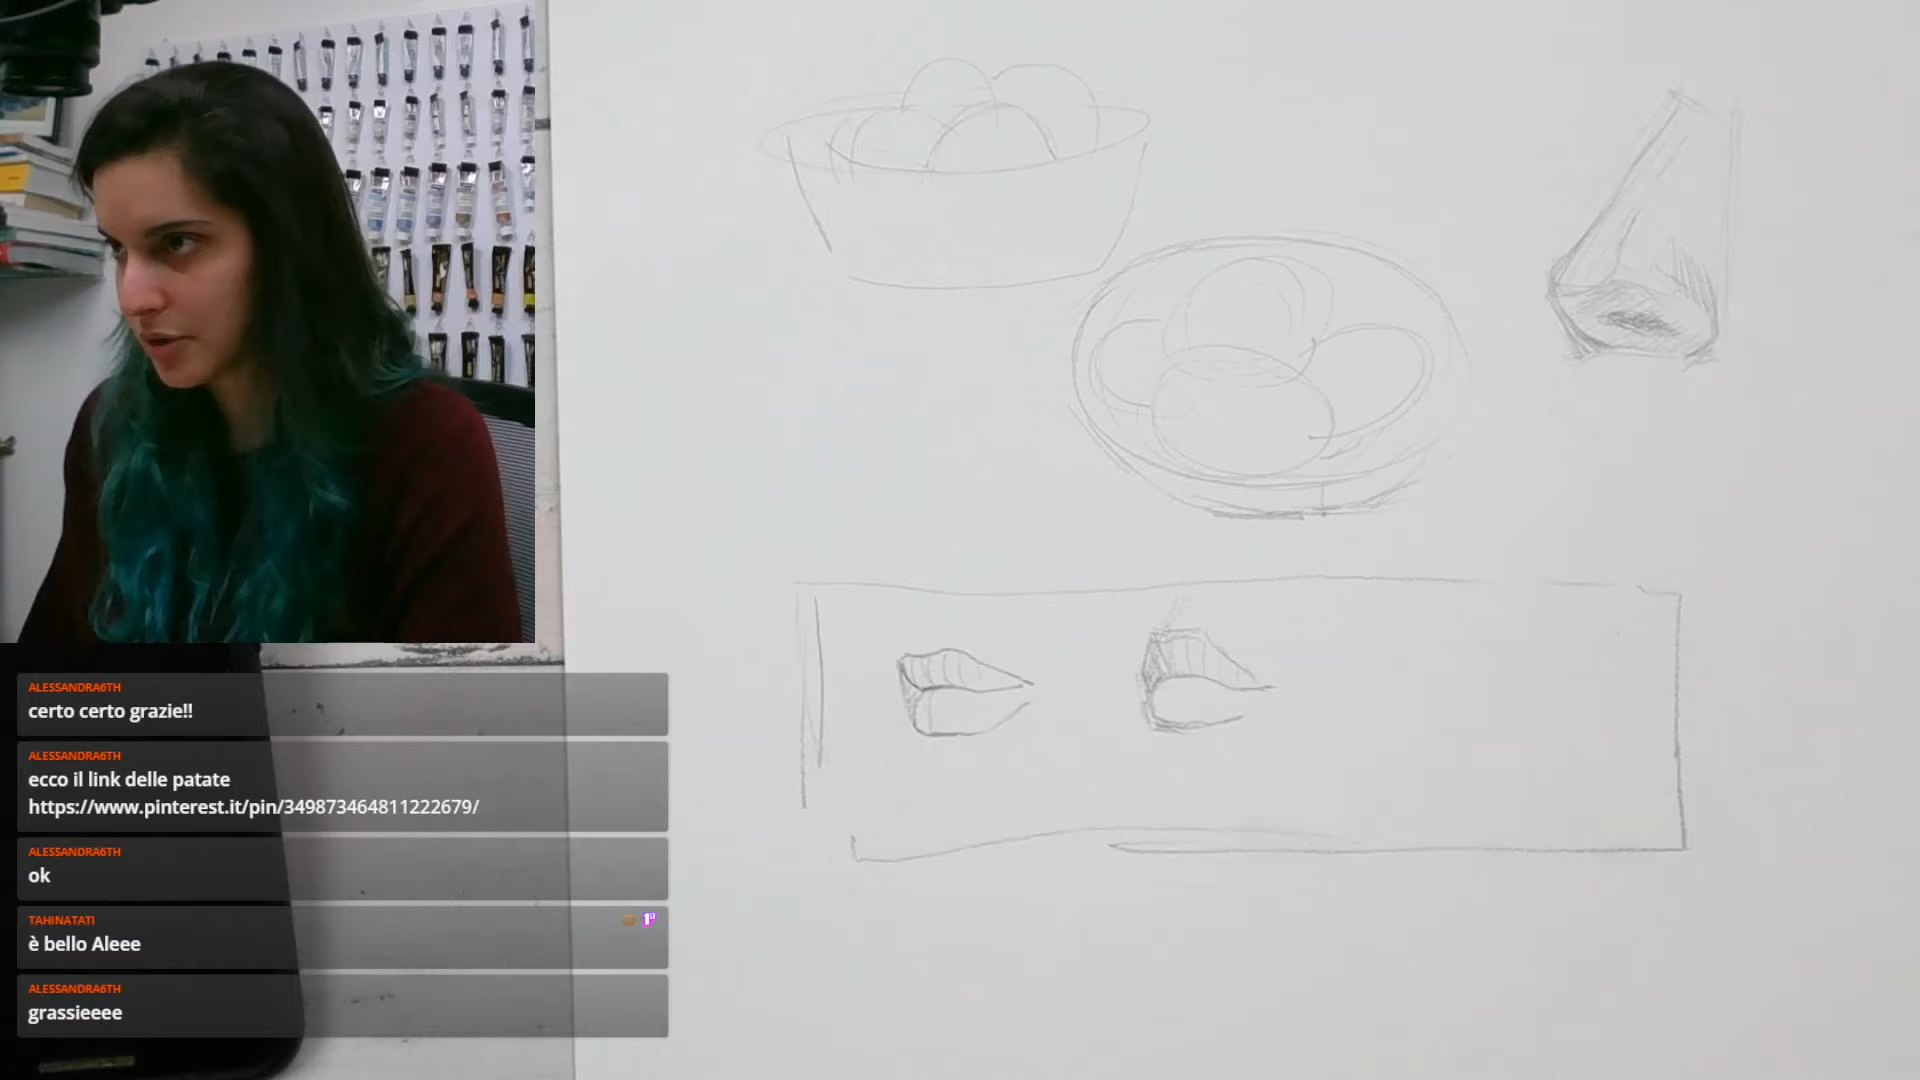 ALESSANDRA6TH
certo certo grazie!!
ALESSANDRA6TH
ecco il link delle patate
https://www.pinterest.it/pin/349873464811222679/
ALESSANDRA6TH
ok
TAHINATATI
è bello Aleee
ALESSANDRA6TH
grassieeee